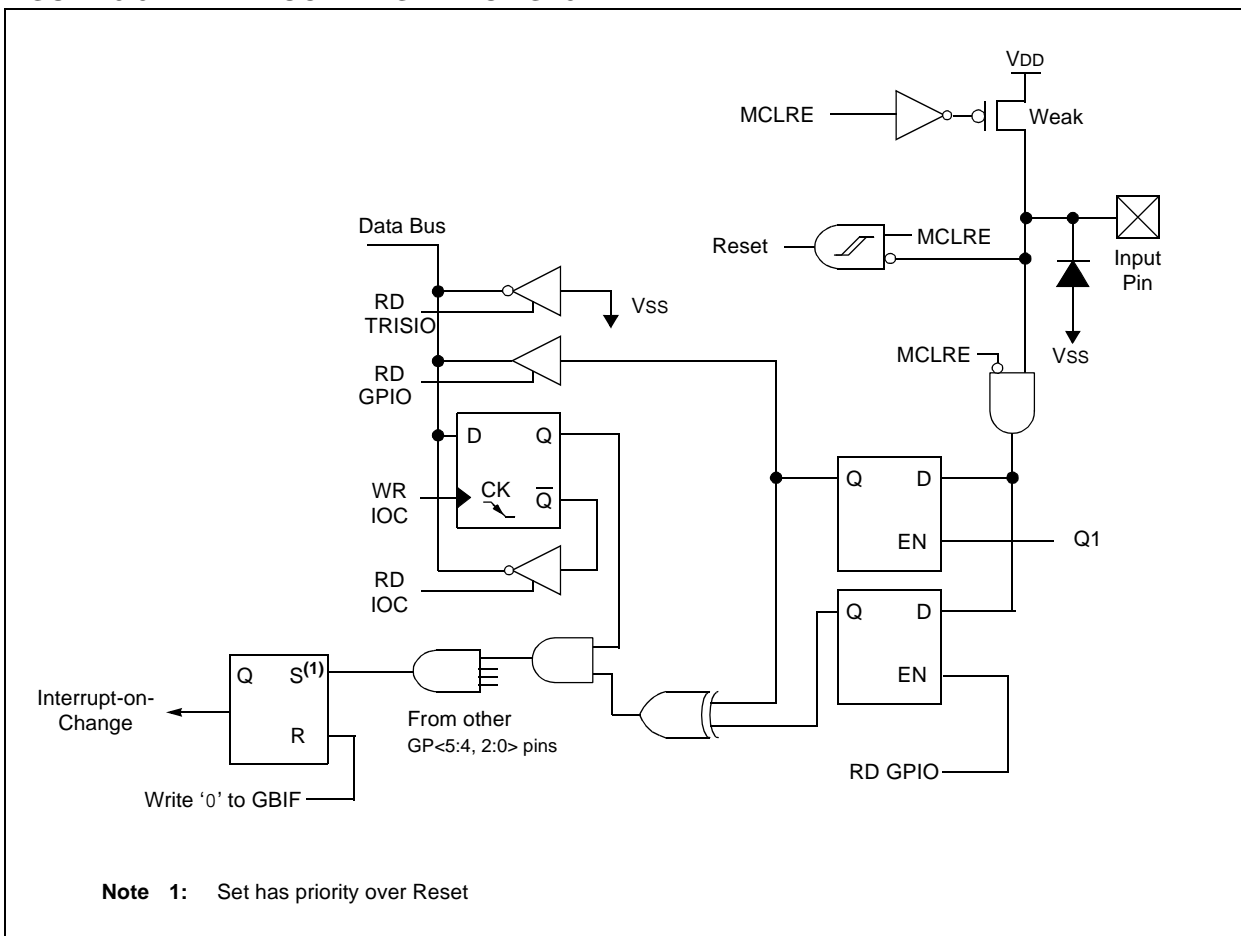 VDD
MCLRE
Weak
Data Bus
Reset
MCLRE
Input
Pin
RD
TRISIO
VSS
MCLRE
VSS
RD
GPIO
D
Q
WR
IOC
CK
Q
Q
D
EN
Q1
RD
IOC
Q
D
EN
Q
S(1)
R
Interrupt-on-
Change
From other
GP<5:4, 2:0> pins
RD GPIO
Write ‘0’ to GBIF
Note 1: Set has priority over Reset